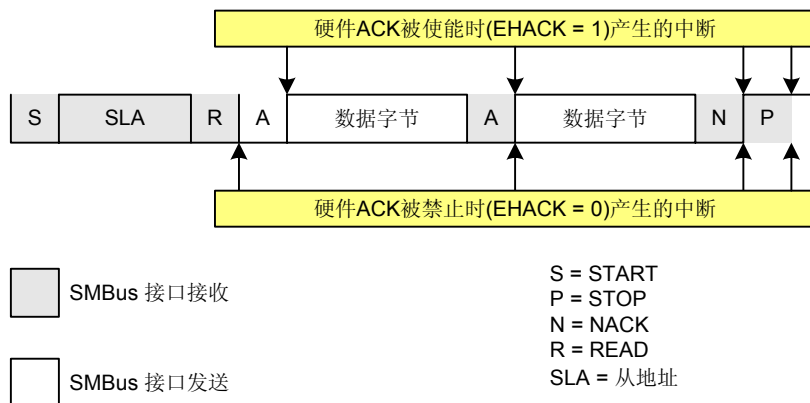 硬件ACK被使能时(EHACK = 1)产生的中断
S SLA R A 数据字节 A 数据字节 N P
硬件ACK被禁止时(EHACK = 0)产生的中断
SMBus 接口接收
SMBus 接口发送
S = START
P = STOP
N = NACK
R = READ
SLA = 从地址